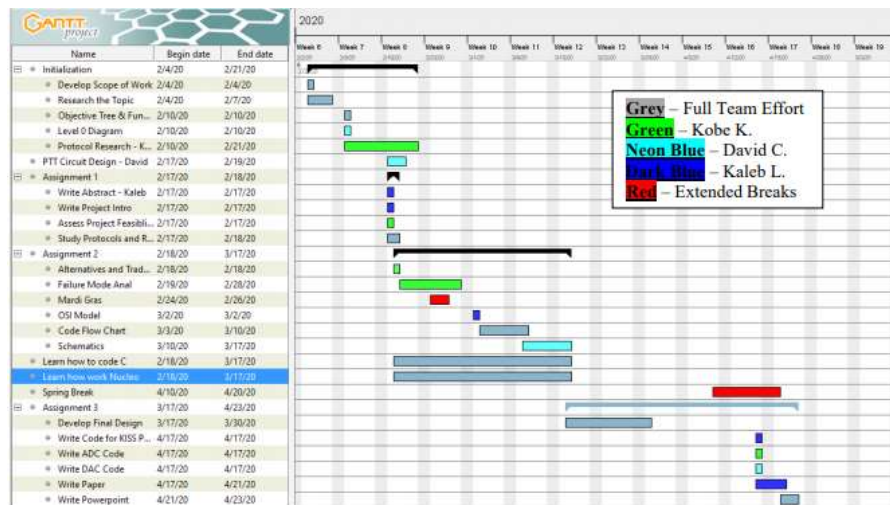 GANTT
project
2020
Name Begin date End date
Week 6 Week 7 Week 8 Week 9 Week 10 Week 11 Week 12 Week 13 Week 14 Week 15 Week 16 Week 17 Week 18 Week 19
Initialization 2/4/20 2/21/20
Develop Scope of Work 2/4/20 2/4/20
Research the Topic 2/4/20 2/7/20
Objective Tree & Fun... 2/10/20 2/10/20
Level 0 Diagram 2/10/20 2/10/20
Protocol Research - K... 2/10/20 2/21/20
PTT Circuit Design - David 2/17/20 2/19/20
Assignment 1 2/17/20 2/18/20
Write Abstract - Kaleb 2/17/20 2/17/20
Write Project Intro 2/17/20 2/17/20
Assess Project Feasibli... 2/17/20 2/17/20
Study Protocols and R... 2/17/20 2/18/20
Assignment 2 2/18/20 3/17/20
Alternatives and Trad... 2/18/20 2/18/20
Failure Mode Anal 2/19/20 2/28/20
Mardi Gras 2/24/20 2/26/20
OSI Model 3/2/20 3/2/20
Code Flow Chart 3/3/20 3/10/20
Schematics 3/10/20 3/17/20
Learn how to code C 2/18/20 3/17/20
Learn how work Nucleo 2/18/20 3/17/20
Spring Break 4/10/20 4/20/20
Assignment 3 3/17/20 4/23/20
Develop Final Design 3/17/20 3/30/20
Write Code for KISS P... 4/17/20 4/17/20
Write ADC Code 4/17/20 4/17/20
Write DAC Code 4/17/20 4/17/20
Write Paper 4/17/20 4/21/20
Write Powerpoint 4/21/20 4/23/20
Grey – Full Team Effort
Green – Kobe K.
Neon Blue – David C.
Dark Blue – Kaleb L.
Red – Extended Breaks